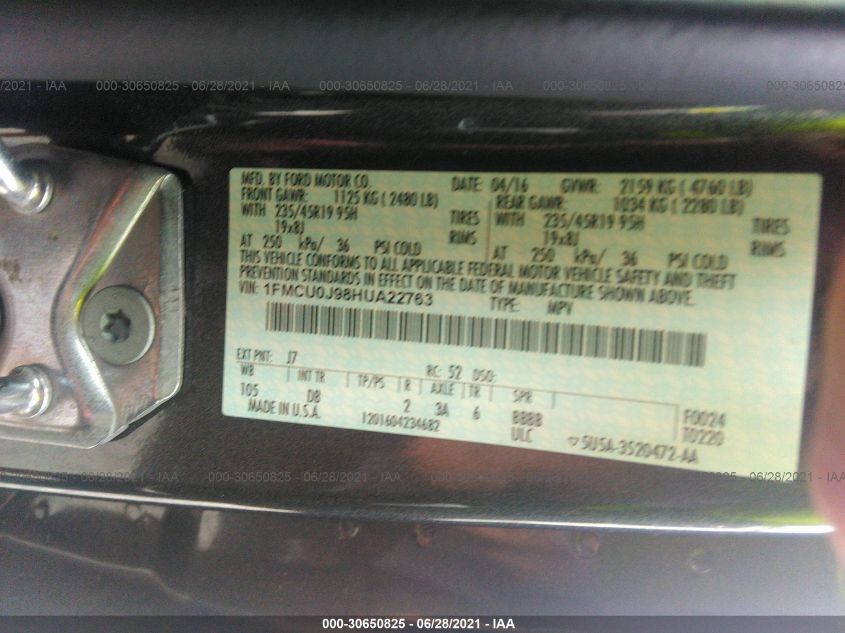 000-30650825 - 06/28/2021 - IAA
MFD. BY FORD MOTOR CO.
DATE: 04/16 GVWR: 2159 KG ( 4760 LB)
FRONT GAWR: 1125 KG ( 2480 LB) REAR GAWR: 1034 KG ( 2280 LB)
WITH 235/45R19 95H TIRES WITH 235/45R19 95H TIRES
19x8J RIMS 19x8J RIMS
AT 250 kPa/ 36 PSI COLD AT 250 kPa/ 36 PSI COLD
THIS VEHICLE CONFORMS TO ALL APPLICABLE FEDERAL MOTOR VEHICLE SAFETY AND THEFT
PREVENTION STANDARDS IN EFFECT ON THE DATE OF MANUFACTURE SHOWN ABOVE.
VIN: 1FMCU0J98HUA22763 TYPE: MPV
EXT PNT: J7 RC: 52 DSO:
WB INT TR TP/PS R AXLE TR SPR
105 DB 2 3A 6 BBBB F0024
MADE IN U.S.A. 1201604234682 ULC T0220
5U5A-3520472-AA
000-30650825 - 06/28/2021 - IAA
000-30650825 - 06/28/2021 - IAA